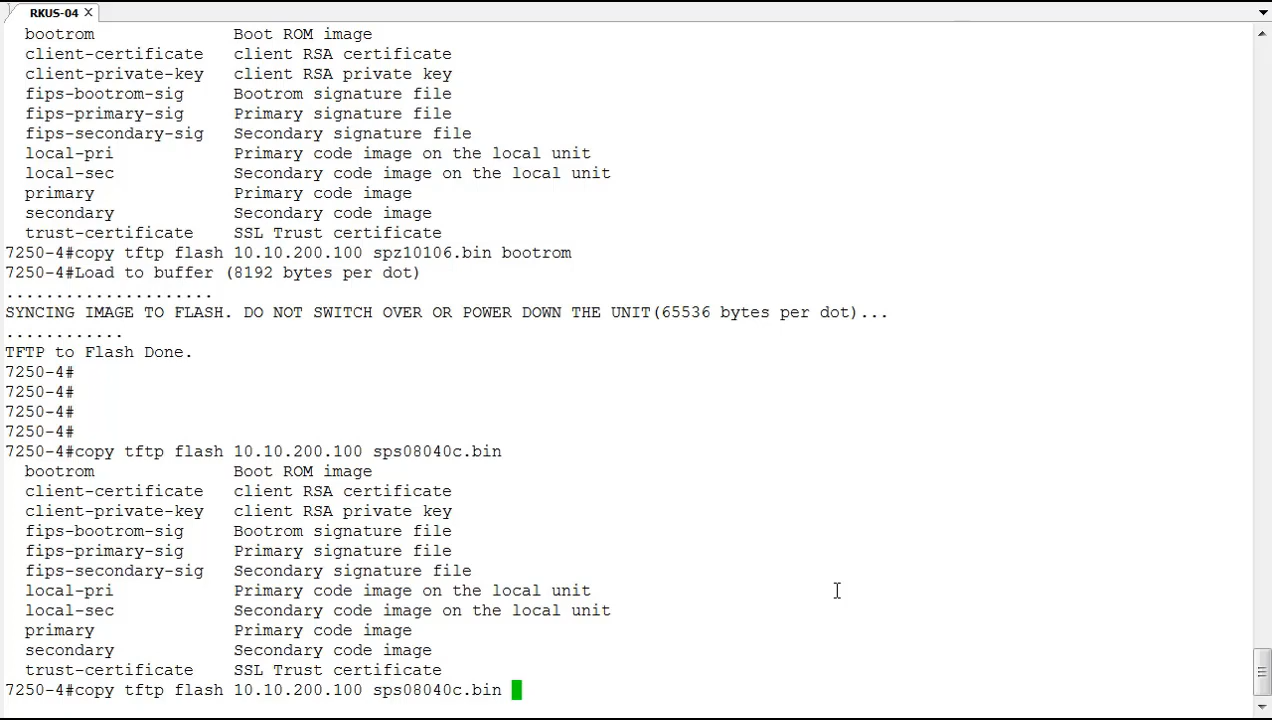 RKUS-04 X
bootrom Boot ROM image
client-certificate client RSA certificate
client-private-key client RSA private key
fips-bootrom-sig Bootrom signature file
fips-primary-sig Primary signature file
fips-secondary-sig Secondary signature file
local-pri Primary code image on the local unit
local-sec Secondary code image on the local unit
primary Primary code image
secondary Secondary code image
trust-certificate SSL Trust certificate
7250-4#copy tftp flash 10.10.200.100 spz10106.bin bootrom
7250-4#Load to buffer (8192 bytes per dot)
.....................
SYNCING IMAGE TO FLASH. DO NOT SWITCH OVER OR POWER DOWN THE UNIT(65536 bytes per dot)...
............
TFTP to Flash Done.
7250-4#
7250-4#
7250-4#
7250-4#
7250-4#copy tftp flash 10.10.200.100 sps08040c.bin
bootrom Boot ROM image
client-certificate client RSA certificate
client-private-key client RSA private key
fips-bootrom-sig Bootrom signature file
fips-primary-sig Primary signature file
fips-secondary-sig Secondary signature file
local-pri Primary code image on the local unit
local-sec Secondary code image on the local unit
primary Primary code image
secondary Secondary code image
trust-certificate SSL Trust certificate
7250-4#copy tftp flash 10.10.200.100 sps08040c.bin